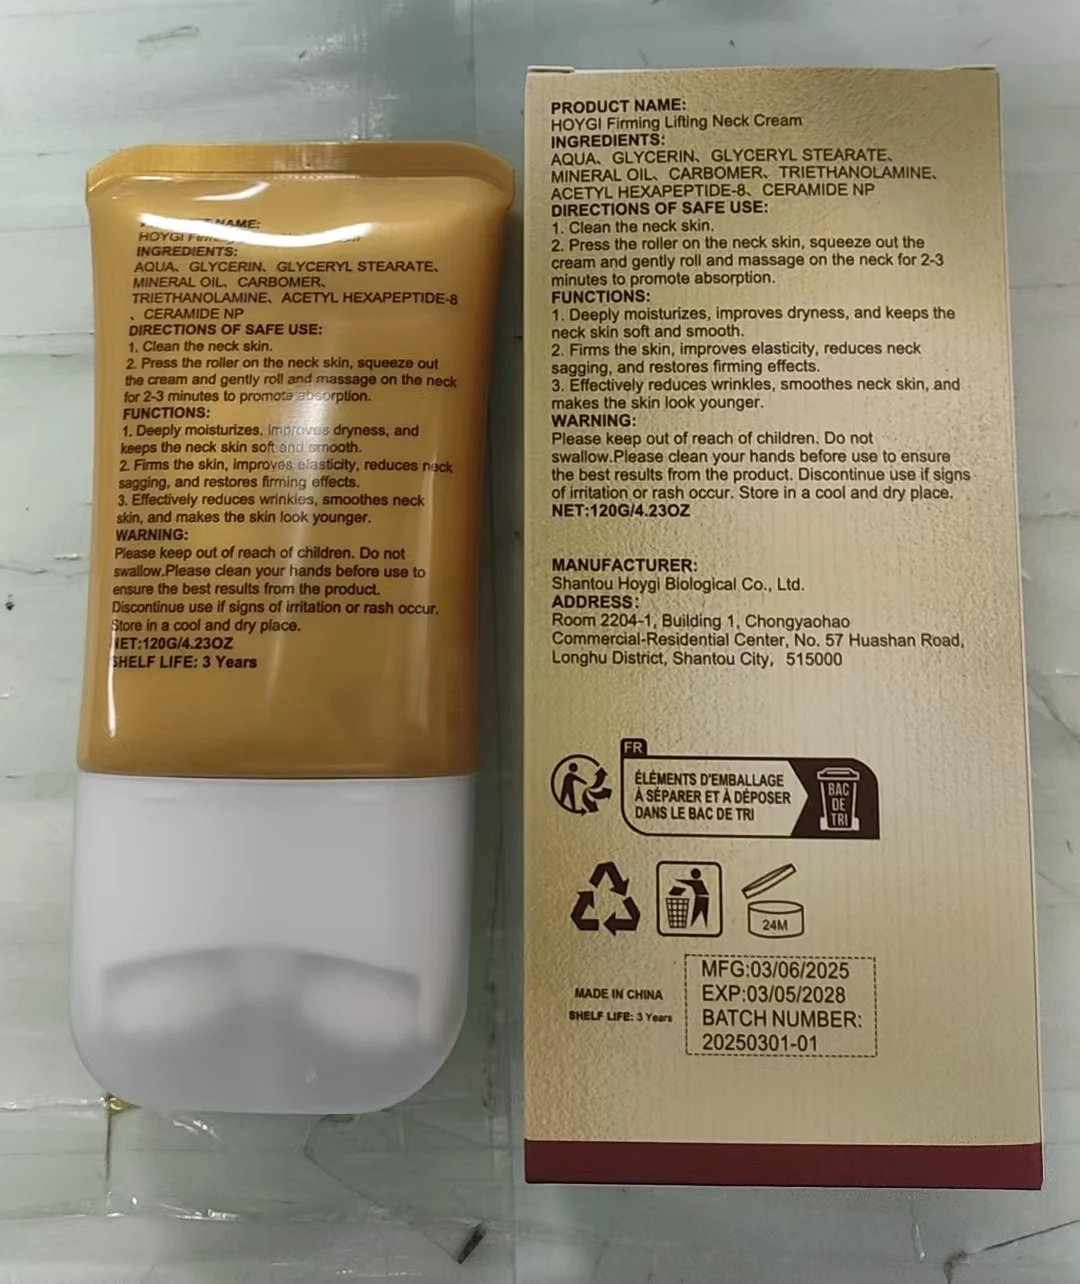 NAME:
HOYGI
INGREDIENTS:
AQUA、GLYCERIN、GLYCERYL STEARATE、
MINERAL OIL、CARBOMER、
TRIETHANOLAMINE、ACETYL HEXAPEPTIDE-8
、CERAMIDE NP
DIRECTIONS OF SAFE USE:
1. Clean the neck skin.
2. Press the roller on the neck skin, squeeze out
the cream and gently roll and massage on the neck
for 2-3 minutes to promote absorption.
FUNCTIONS:
1. Deeply moisturizes, improves dryness, and
keeps the neck skin soft and smooth.
2. Firms the skin, improves elasticity, reduces neck
sagging, and restores firming effects.
3. Effectively reduces wrinkles, smoothes neck
skin, and makes the skin look younger.
WARNING:
Please keep out of reach of children. Do not
swallow.Please clean your hands before use to
ensure the best results from the product.
Discontinue use if signs of irritation or rash occur.
Store in a cool and dry place.
NET:120G/4.23OZ
SHELF LIFE: 3 Years
PRODUCT NAME:
HOYGI Firming Lifting Neck Cream
INGREDIENTS:
AQUA、GLYCERIN、GLYCERYL STEARATE、
MINERAL OIL、CARBOMER、TRIETHANOLAMINE、
ACETYL HEXAPEPTIDE-8、CERAMIDE NP
DIRECTIONS OF SAFE USE:
1. Clean the neck skin.
2. Press the roller on the neck skin, squeeze out the
cream and gently roll and massage on the neck for 2-3
minutes to promote absorption.
FUNCTIONS:
1. Deeply moisturizes, improves dryness, and keeps the
neck skin soft and smooth.
2. Firms the skin, improves elasticity, reduces neck
sagging, and restores firming effects.
3. Effectively reduces wrinkles, smoothes neck skin, and
makes the skin look younger.
WARNING:
Please keep out of reach of children. Do not
swallow.Please clean your hands before use to ensure
the best results from the product. Discontinue use if signs
of irritation or rash occur. Store in a cool and dry place.
NET:120G/4.23OZ
MANUFACTURER:
Shantou Hoygi Biological Co., Ltd.
ADDRESS:
Room 2204-1, Building 1, Chongyaohao
Commercial-Residential Center, No. 57 Huashan Road,
Longhu District, Shantou City, 515000
FR
ÉLÉMENTS D'EMBALLAGE
À SÉPARER ET À DÉPOSER
DANS LE BAC DE TRI
BAC
DE
TRI
24M
MADE IN CHINA
SHELF LIFE: 3 Years
MFG:03/06/2025
EXP:03/05/2028
BATCH NUMBER:
20250301-01